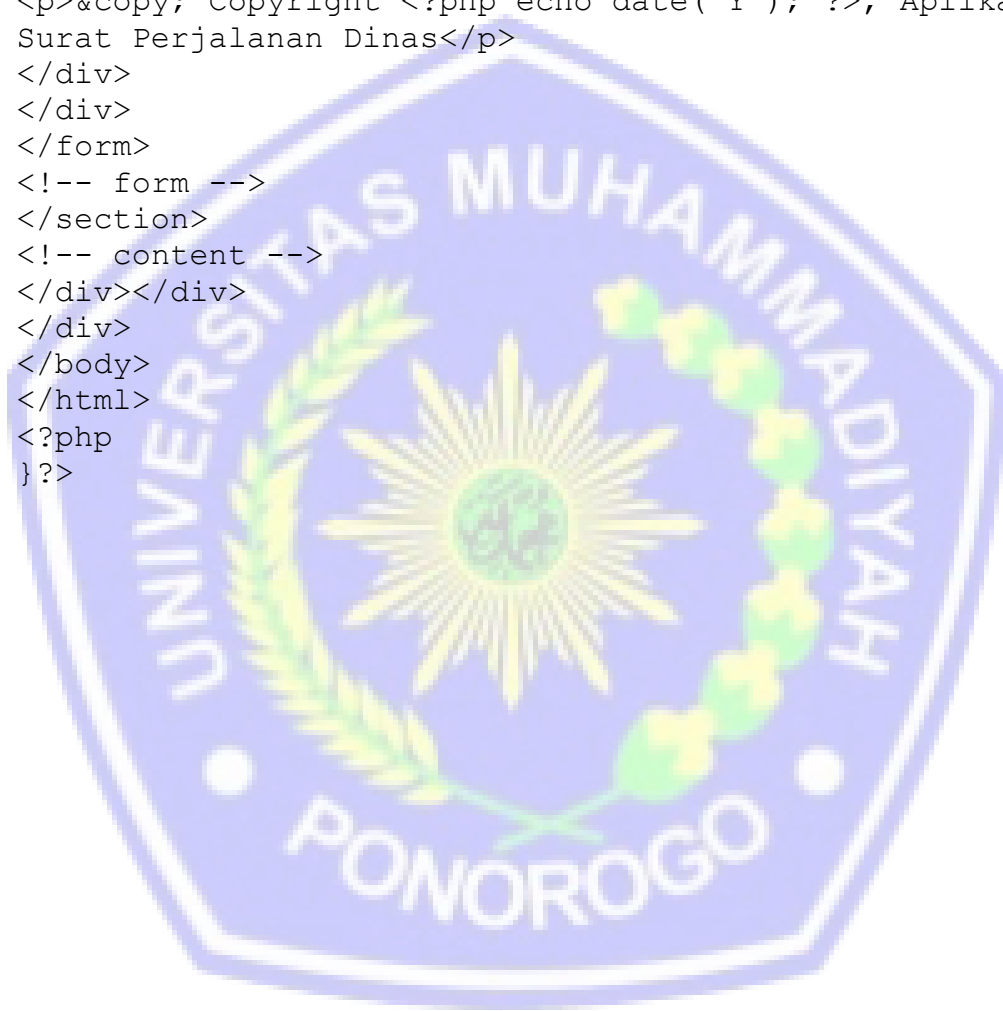 <p>&copy; Copyright <?php echo date('Y'); ?>, Aplika
Surat Perjalanan Dinas</p>
</div>
</div>
</form>
<!-- form -->
</section>
<!-- content -->
</div></div>
</div>
</body>
</html>
<?php
}?>
UNIVERSITAS MUHAMMADIYAH
PONOROGO